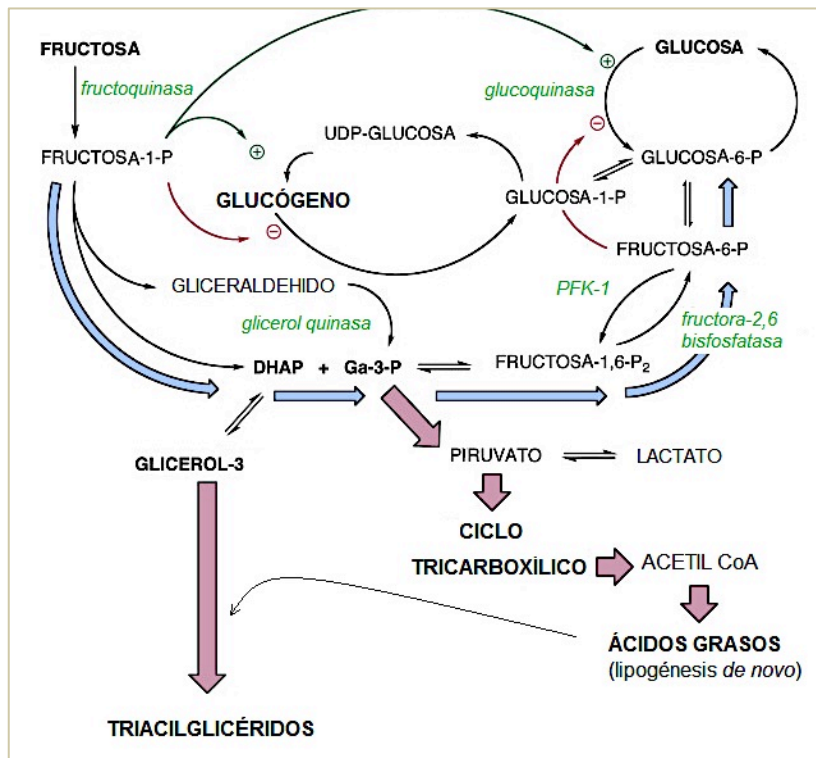 FRUCTOSA
GLUCOSA
fructoquinasa
glucoquinasa
UDP-GLUCOSA
FRUCTOSA-1-P
GLUCOSA-6-P
GLUCÓGENO
GLUCOSA-1-P
FRUCTOSA-6-P
GLICERALDEHIDO
PFK-1
glicerol quinasa
fructora-2,6
bisfosfatasa
DHAP + Ga-3-P
FRUCTOSA-1,6-P₂
GLICEROL-3
PIRUVATO
LACTATO
CICLO
TRICARBOXÍLICO
ACETIL CoA
ÁCIDOS GRASOS
(lipogénesis de novo)
TRIACILGLICÉRIDOS